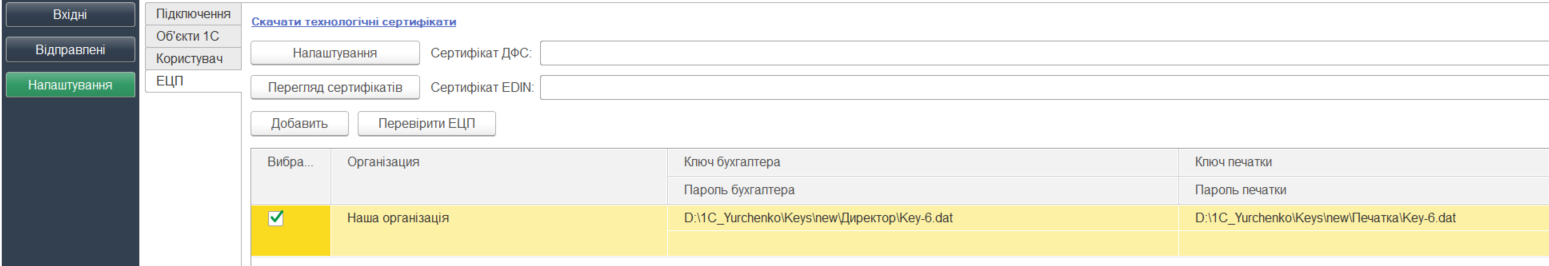 Вхідні
Відправлені
Налаштування
Підключення
Об'єкти 1С
Користувач
ЕЦП
Скачати технологічні сертифікати
Налаштування Сертифікат ДФС:
Перегляд сертифікатів Сертифікат EDIN:
Добавить Перевірити ЕЦП
Вибра... Організация Ключ бухгалтера Ключ печатки
Пароль бухгалтера Пароль печатки
Наша організація D:\1C_Yurchenko\Keys\new\Директор\Key-6.dat D:\1C_Yurchenko\Keys\new\Печатка\Key-6.dat